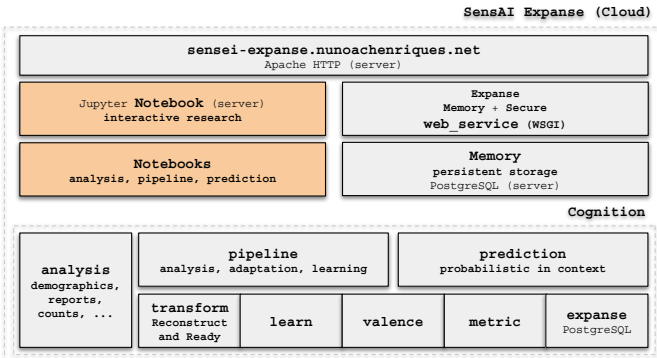 SensAI Expanse (Cloud)
sensei-expanse.nunoachenriques.net
Apache HTTP (server)
Jupyter Notebook (server)
interactive research
Expanse
Memory + Secure
web_service (WSGI)
Notebooks
analysis, pipeline, prediction
Memory
persistent storage
PostgreSQL (server)
Cognition
analysis
demographics,
reports,
counts, ...
pipeline
analysis, adaptation, learning
prediction
probabilistic in context
transform
Reconstruct
and Ready
learn
valence
metric
expanse
PostgreSQL